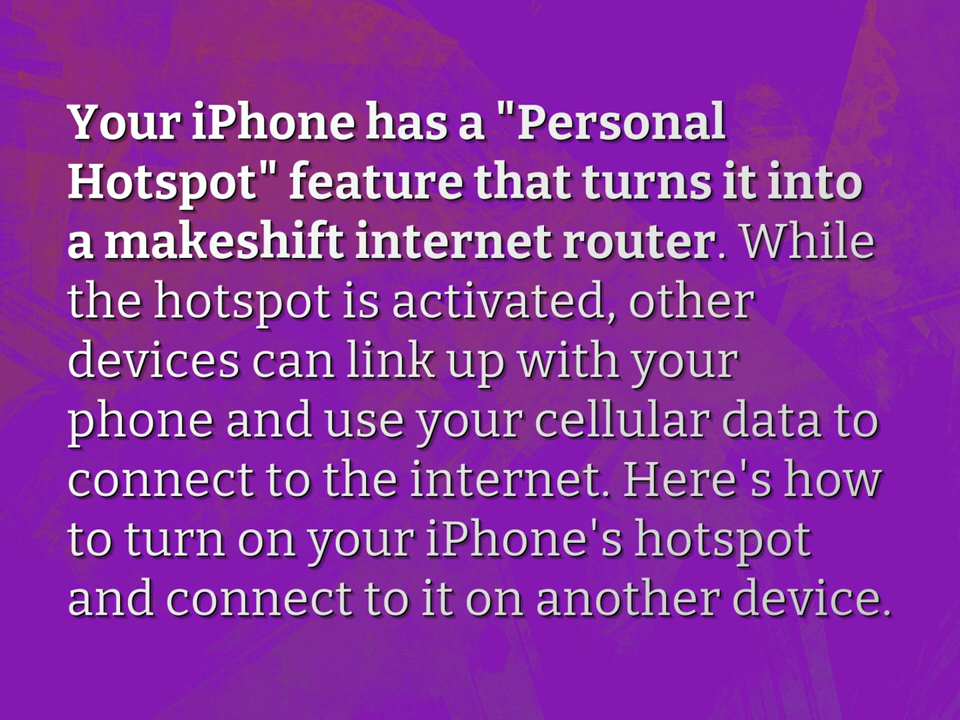 Your iPhone has a "Personal
Hotspot" feature that turns it into
a makeshift internet router. While
the hotspot is activated, other
devices can link up with your
phone and use your cellular data to
connect to the internet. Here's how
to turn on your iPhone's hotspot
and connect to it on another device.